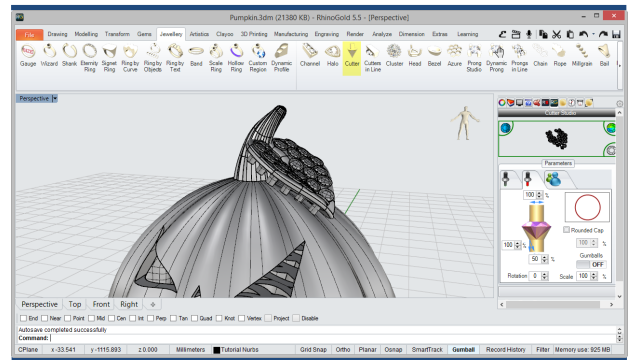 Pumpkin.3dm (21380 KB) - RhinoGold 5.5 - [Perspective]
File Drawing Modelling Transform Gems Jewellery Artistics Clayoo 3D Printing Manufacturing Engraving Render Analyze Dimension Extras Learning
Gauge Wizard Shank Eternity Ring Signet Ring Ring by Curve Ring by Objects Ring by Text Band Scale Ring Hollow Ring Custom Region Dynamic Profile Channel Halo Cutter Cutters in Line Cluster Head Bezel Azure Prong Studio Dynamic Prong Prongs in Line Chain Rope Millgrain Bail
Perspective
Cutter Studio
Parameters
100 %
Rounded Cap
100 %
100 %
Gumballs
50 %
OFF
Rotation 0 Scale 100 %
Perspective Top Front Right
End Near Point Mid Cen Int Perp Tan Quad Knot Vertex Project Disable
Autosave completed successfully
Command:
CPlane x -33.541 y -1115.893 z 0.000 Millimeters Tutorial Nurbs Grid Snap Ortho Planar Osnap SmartTrack Gumball Record History Filter Memory use: 925 MB